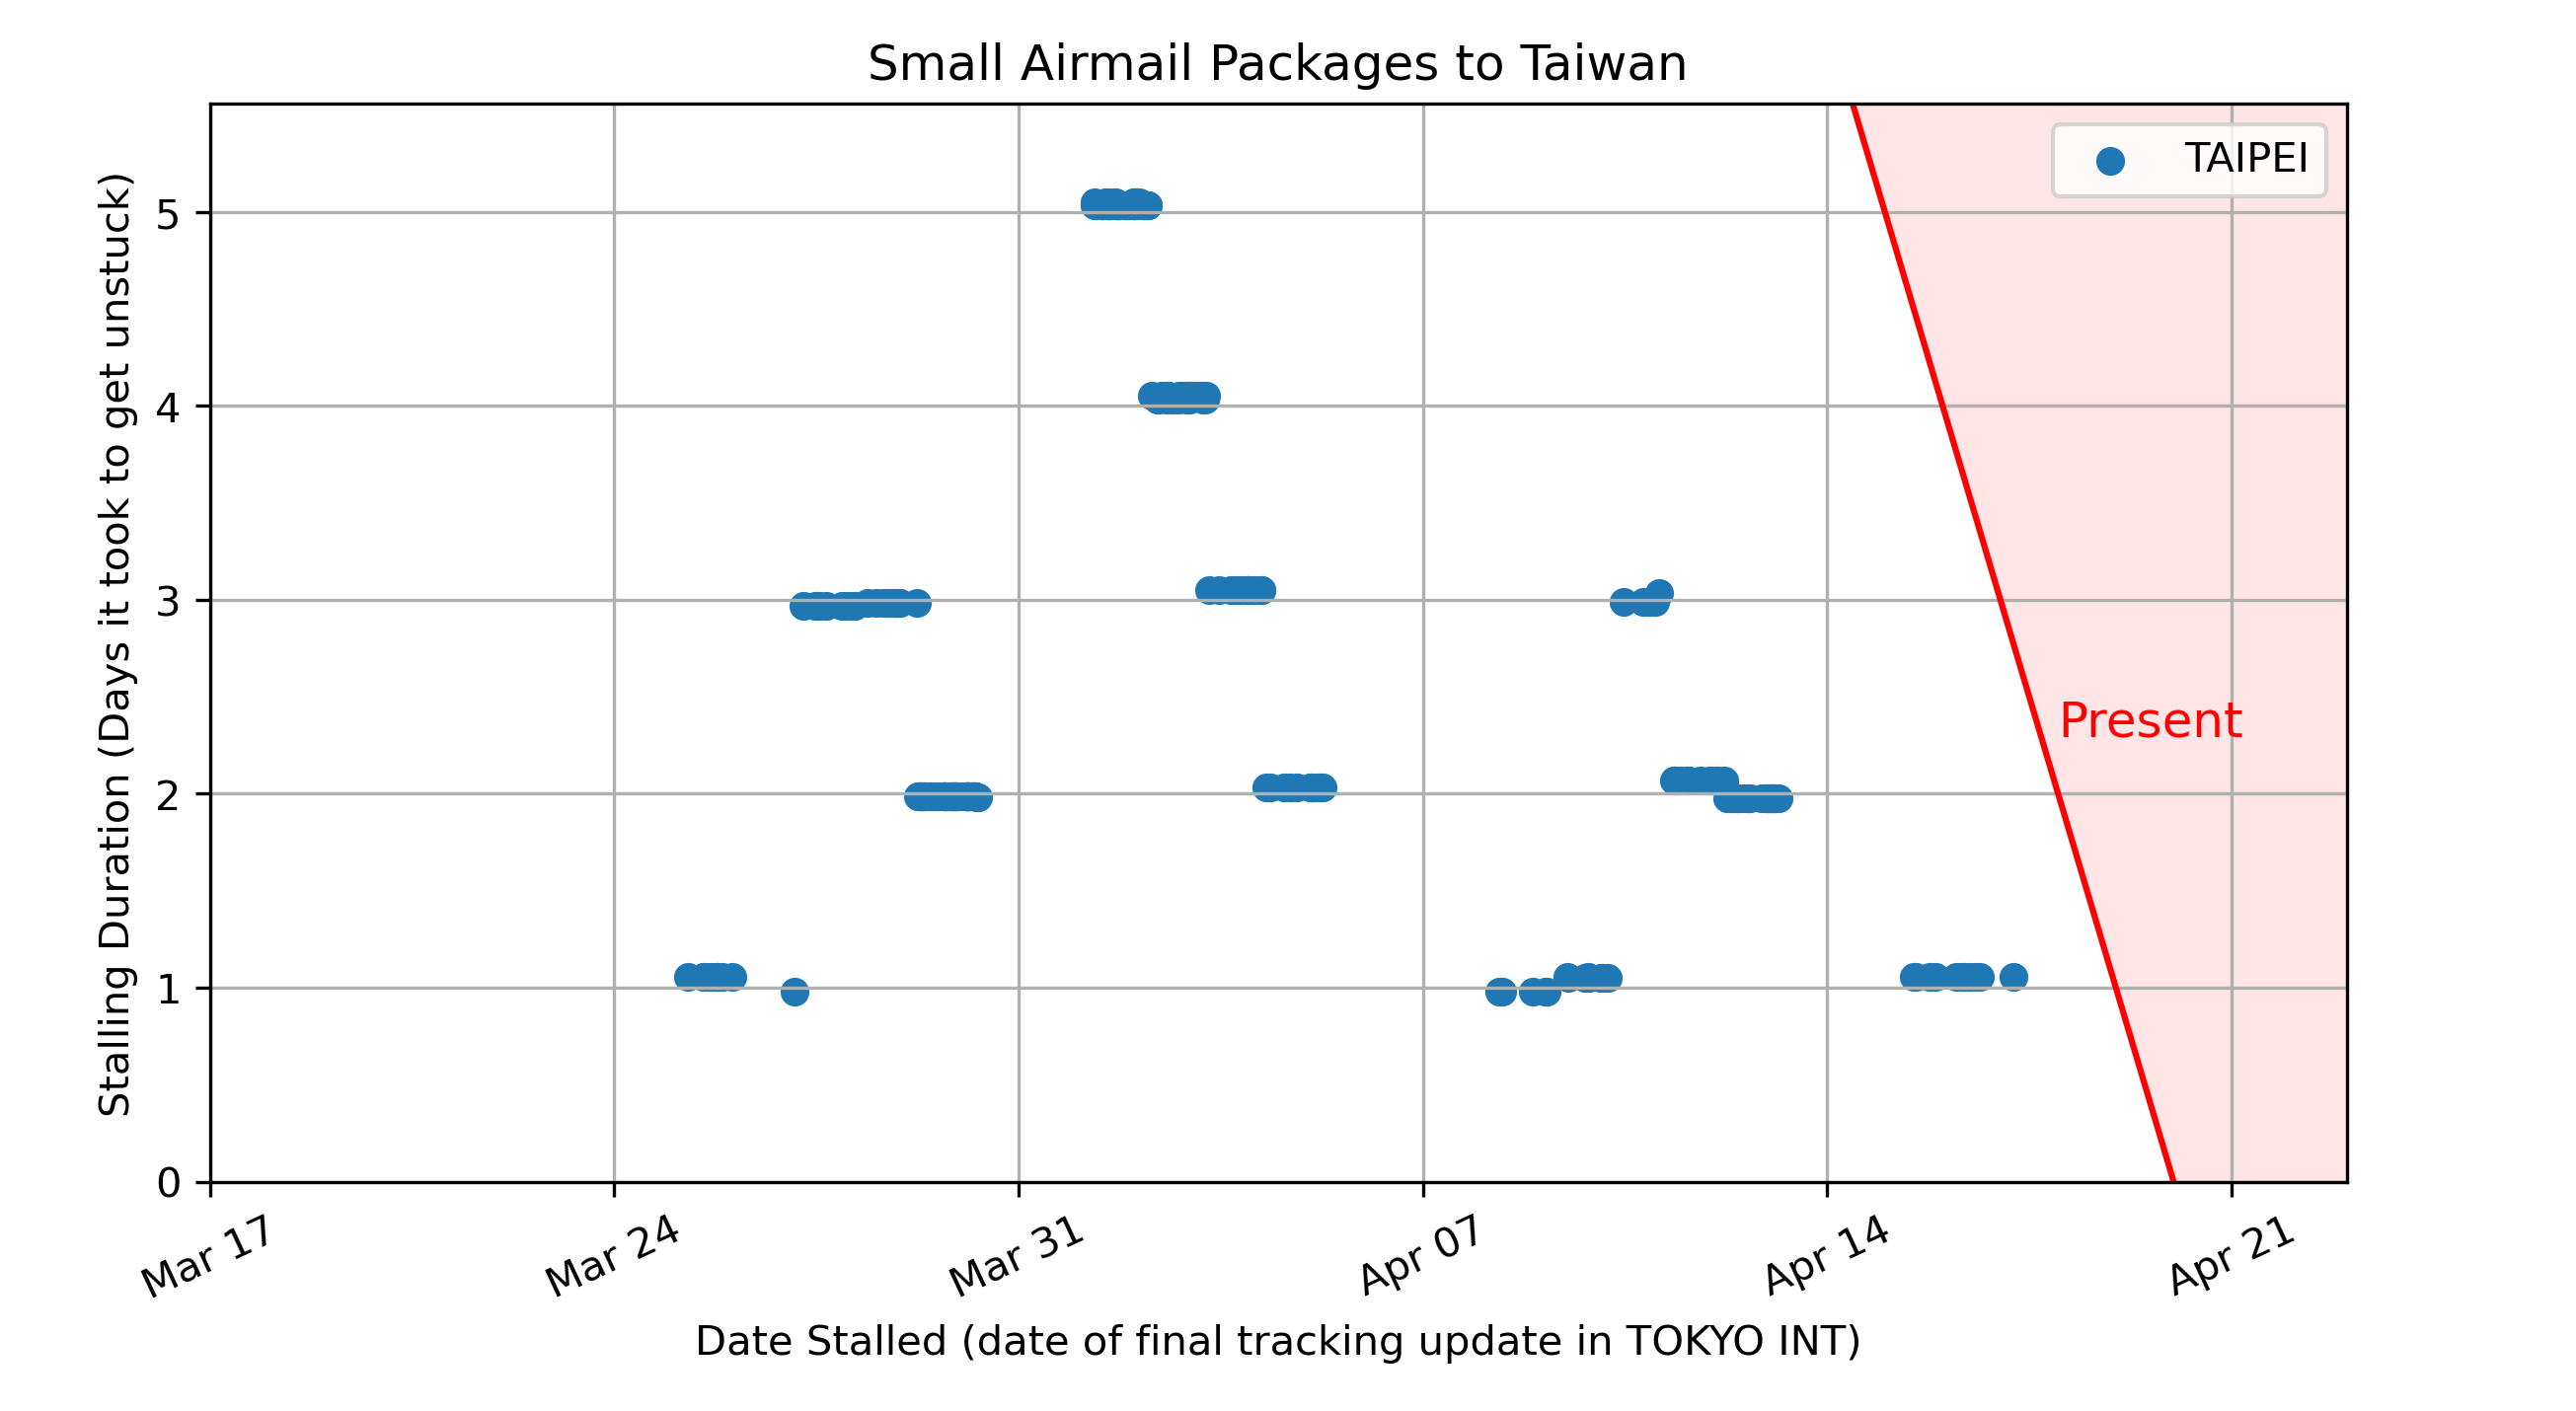 Small Airmail Packages to Taiwan
TAIPEI
Stalling Duration (Days it took to get unstuck)
5
4
3
2
1
0
Present
Mar 17
Mar 24
Mar 31
Apr 07
Apr 14
Apr 21
Date Stalled (date of final tracking update in TOKYO INT)